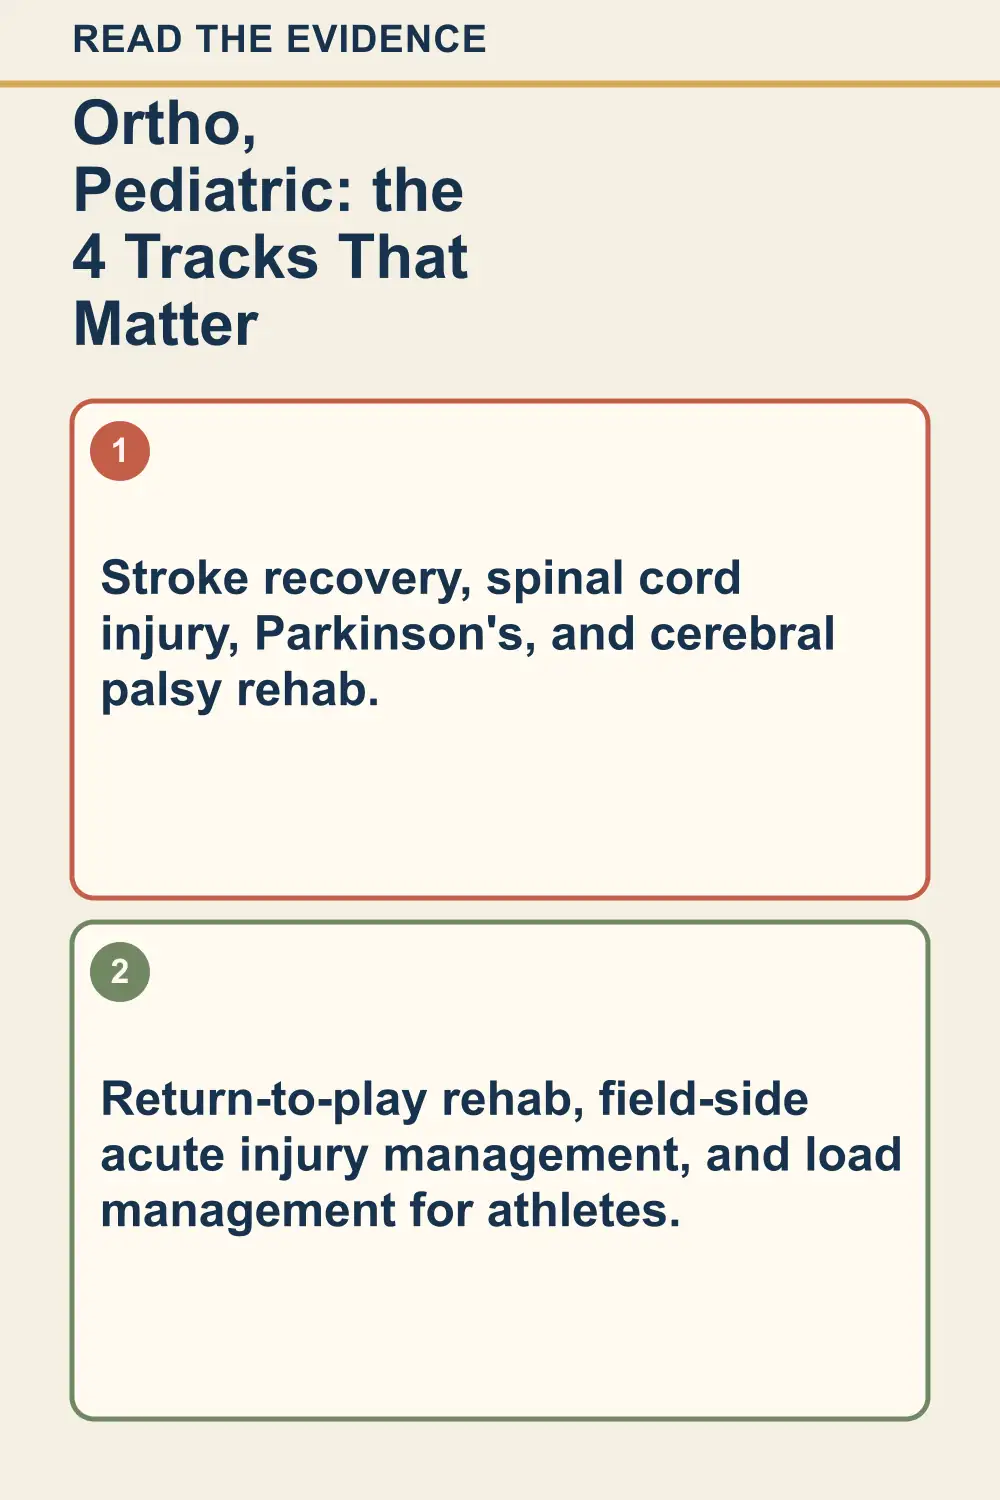 READ THE EVIDENCE
Ortho,
Pediatric: the
4 Tracks That
Matter
1
Stroke recovery, spinal cord
injury, Parkinson's, and cerebral
palsy rehab.
2
Return-to-play rehab, field-side
acute injury management, and load
management for athletes.